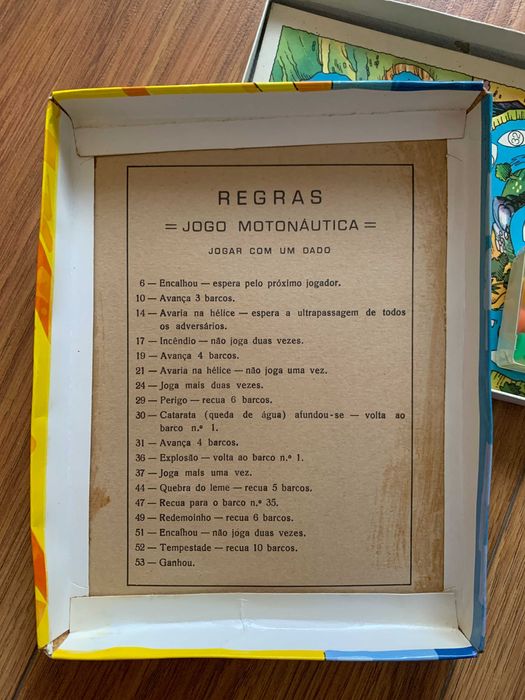 REGRAS
= JOGO MOTONÁUTICA =
JOGAR COM UM DADO
6 — Encalhou — espera pelo próximo jogador.
10 — Avança 3 barcos.
14 — Avaria na hélice — espera a ultrapassagem de todos
os adversários.
17 — Incêndio — não joga duas vezes.
19 — Avança 4 barcos.
21 — Avaria na hélice — não joga uma vez.
24 — Joga mais duas vezes.
29 — Perigo — recua 6 barcos.
30 — Catarata (queda de água) afundou-se — volta ao
barco n.º 1.
31 — Avança 4 barcos.
36 — Explosão — volta ao barco n.º 1.
37 — Joga mais uma vez.
44 — Quebra do leme — recua 5 barcos.
47 — Recua para o barco n.º 35.
49 — Redemoinho — recua 6 barcos.
51 — Encalhou — não joga duas vezes.
52 — Tempestade — recua 10 barcos.
53 — Ganhou.